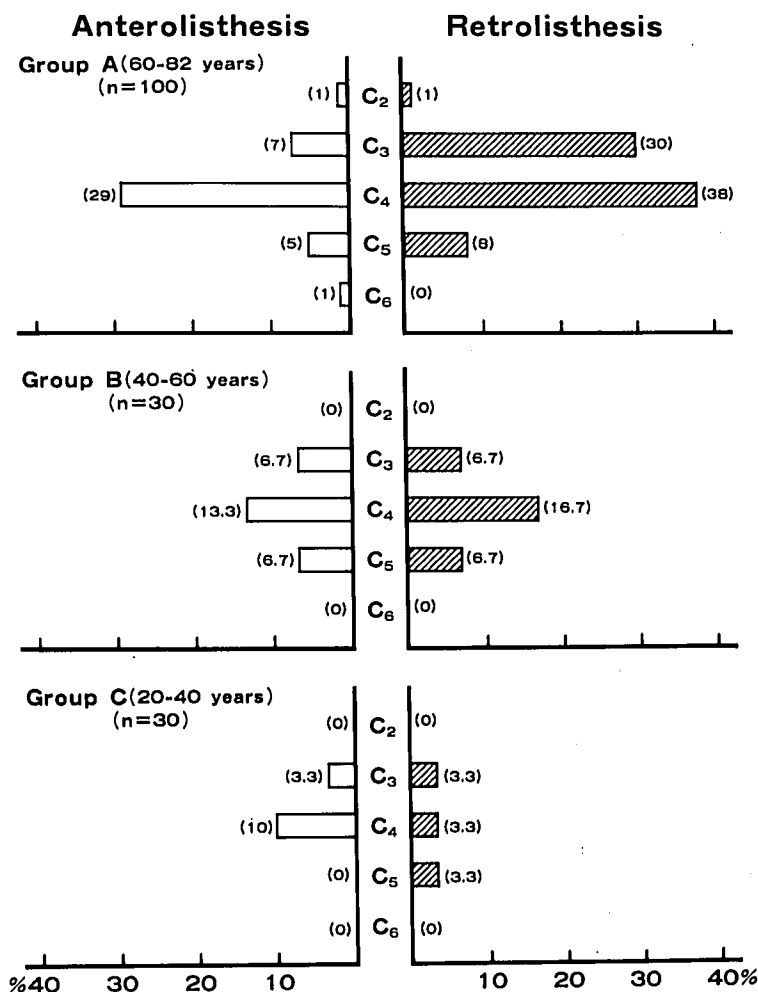 Anterolisthesis Retrolisthesis
Group A(60-82 years)
(n=100)
(1) C2 (1)
(7) C3 (30)
(29) C4 (38)
(5) C5 (8)
(1) C6 (0)
Group B(40-60 years)
(n=30)
(0) C2 (0)
(6.7) C3 (6.7)
(13.3) C4 (16.7)
(6.7) C5 (6.7)
(0) C6 (0)
Group C(20-40 years)
(n=30)
(0) C2 (0)
(3.3) C3 (3.3)
(10) C4 (3.3)
(0) C5 (3.3)
(0) C6 (0)
%40 30 20 10 10 20 30 40%